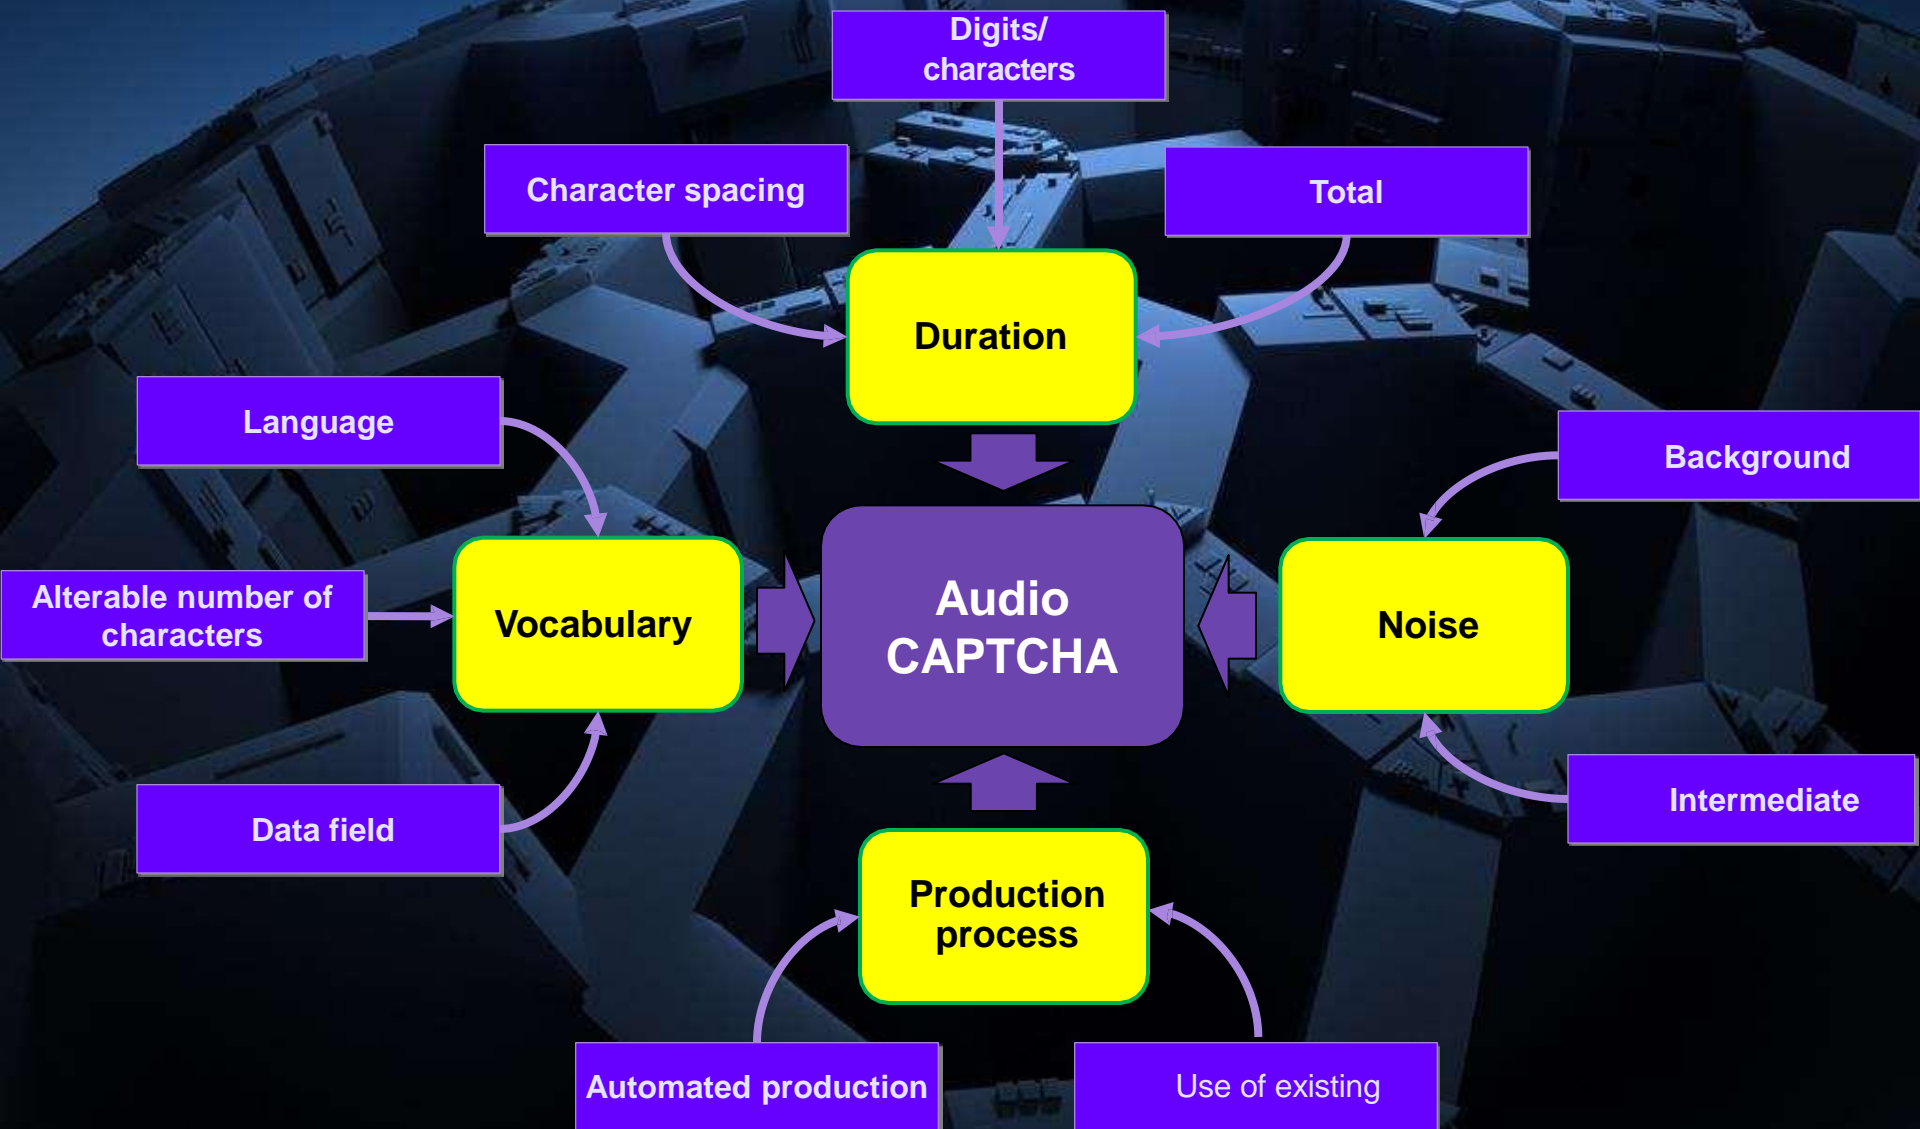 Digits/
characters
Character spacing
Total
Duration
Language
Background
Alterable number of
characters
Vocabulary
Audio
CAPTCHA
Noise
Data field
Intermediate
Production
process
Automated production
Use of existing